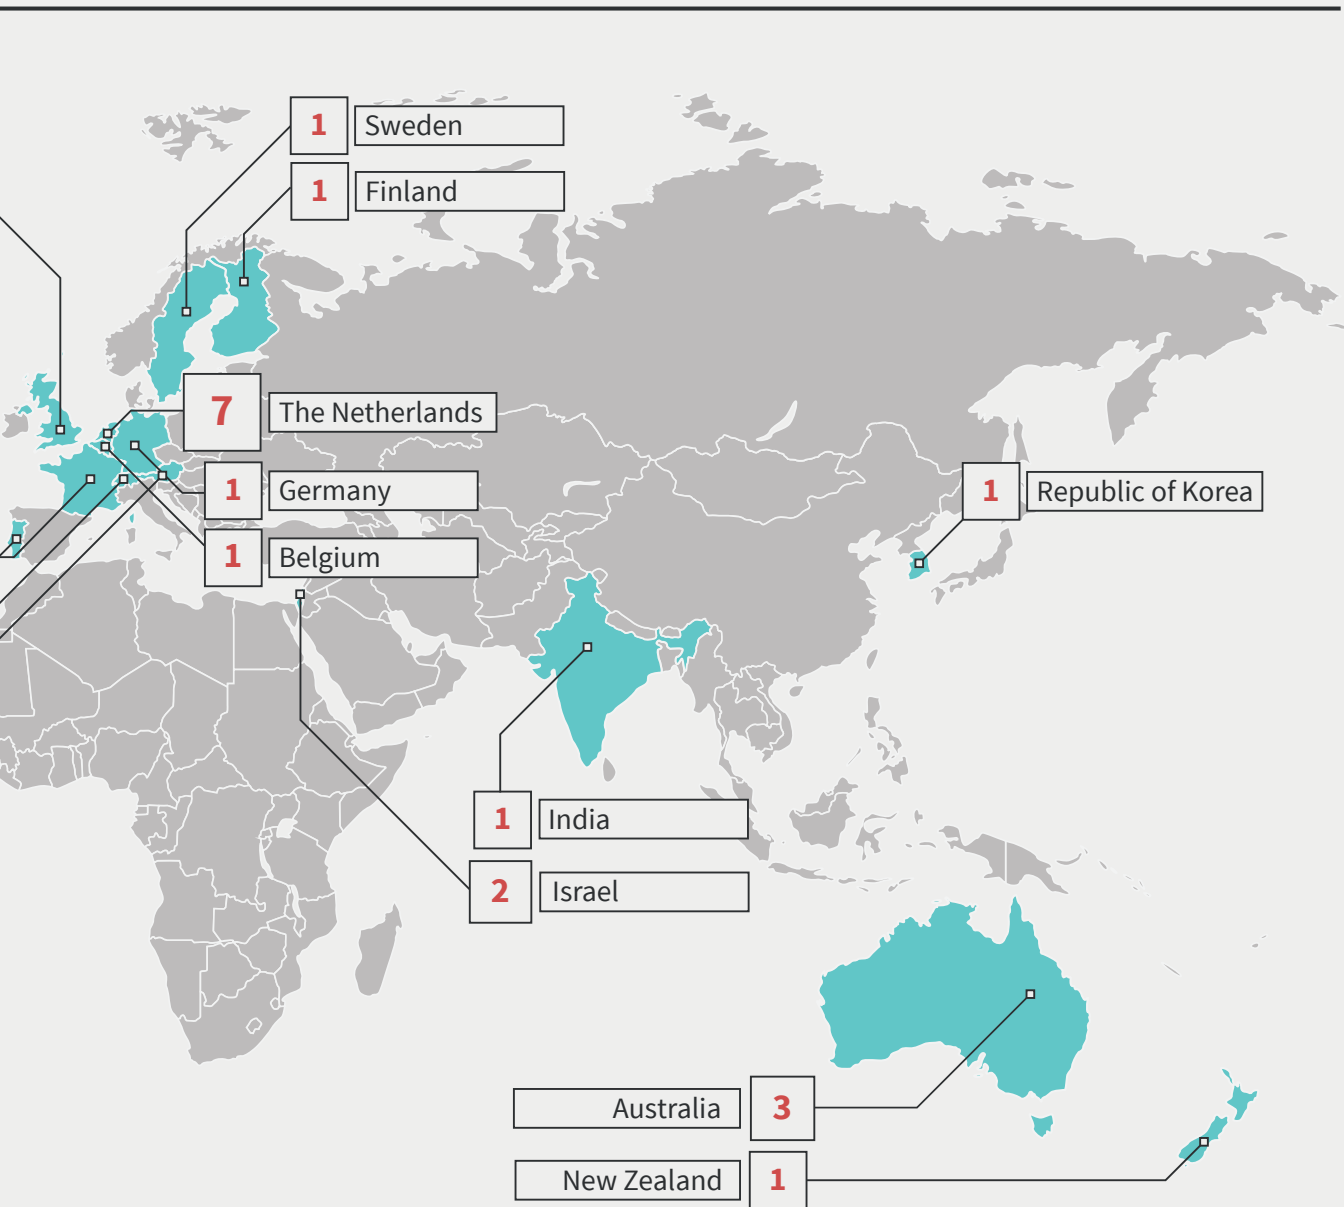 1 Sweden
1 Finland
7 The Netherlands
1 Germany
1 Republic of Korea
1 Belgium
1 India
2 Israel
Australia 3
New Zealand 1